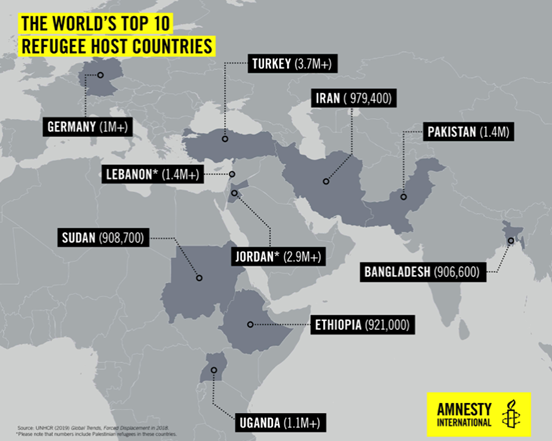 THE WORLD'S TOP 10
REFUGEE HOST COUNTRIES
TURKEY (3.7M+)
IRAN ( 979,400)
GERMANY (1M+)
PAKISTAN (1.4M)
LEBANON* (1.4M+)
SUDAN (908,700)
JORDAN* (2.9M+)
BANGLADESH (906,600)
ETHIOPIA (921,000)
UGANDA (1.1M+)
AMNESTY
INTERNATIONAL
Source: UNHCR (2019) Global Trends, Forced Displacement in 2018.
*Please note that numbers include Palestinian refugees in these countries.